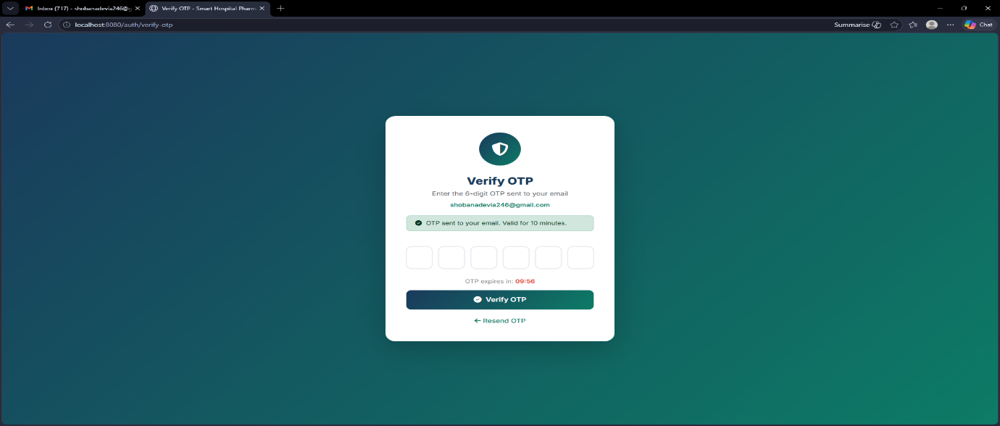 Inbox (717) - shobanadevia246@g
Verify OTP - Smart Hospital Pharm
localhost:8080/auth/verify-otp
Summarise
Chat
Verify OTP
Enter the 6-digit OTP sent to your email
shobanadevia246@gmail.com
OTP sent to your email. Valid for 10 minutes.
OTP expires in: 09:56
Verify OTP
← Resend OTP